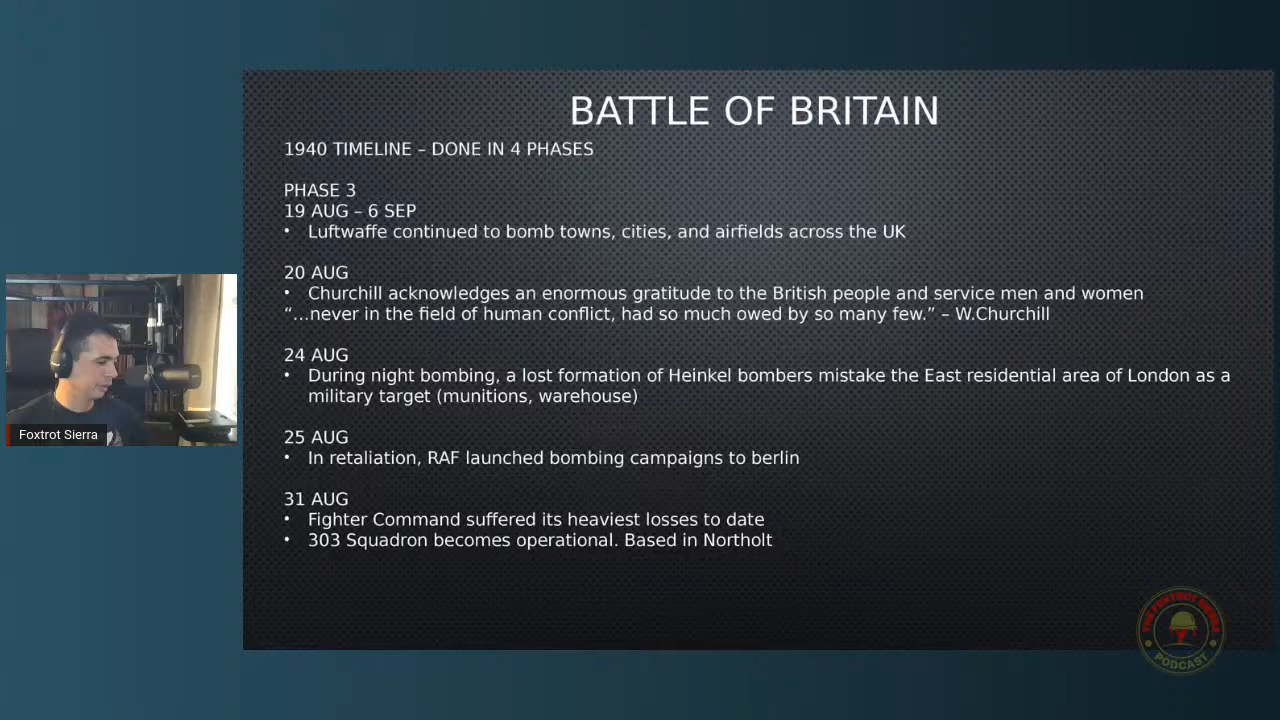 BATTLE OF BRITAIN
1940 TIMELINE – DONE IN 4 PHASES
PHASE 3
19 AUG – 6 SEP
• Luftwaffe continued to bomb towns, cities, and airfields across the UK
20 AUG
• Churchill acknowledges an enormous gratitude to the British people and service men and women
“…never in the field of human conflict, had so much owed by so many few.” – W.Churchill
24 AUG
• During night bombing, a lost formation of Heinkel bombers mistake the East residential area of London as a
military target (munitions, warehouse)
25 AUG
• In retaliation, RAF launched bombing campaigns to berlin
31 AUG
• Fighter Command suffered its heaviest losses to date
• 303 Squadron becomes operational. Based in Northolt
Foxtrot Sierra
THE FOXTROT SIERRA
PODCAST